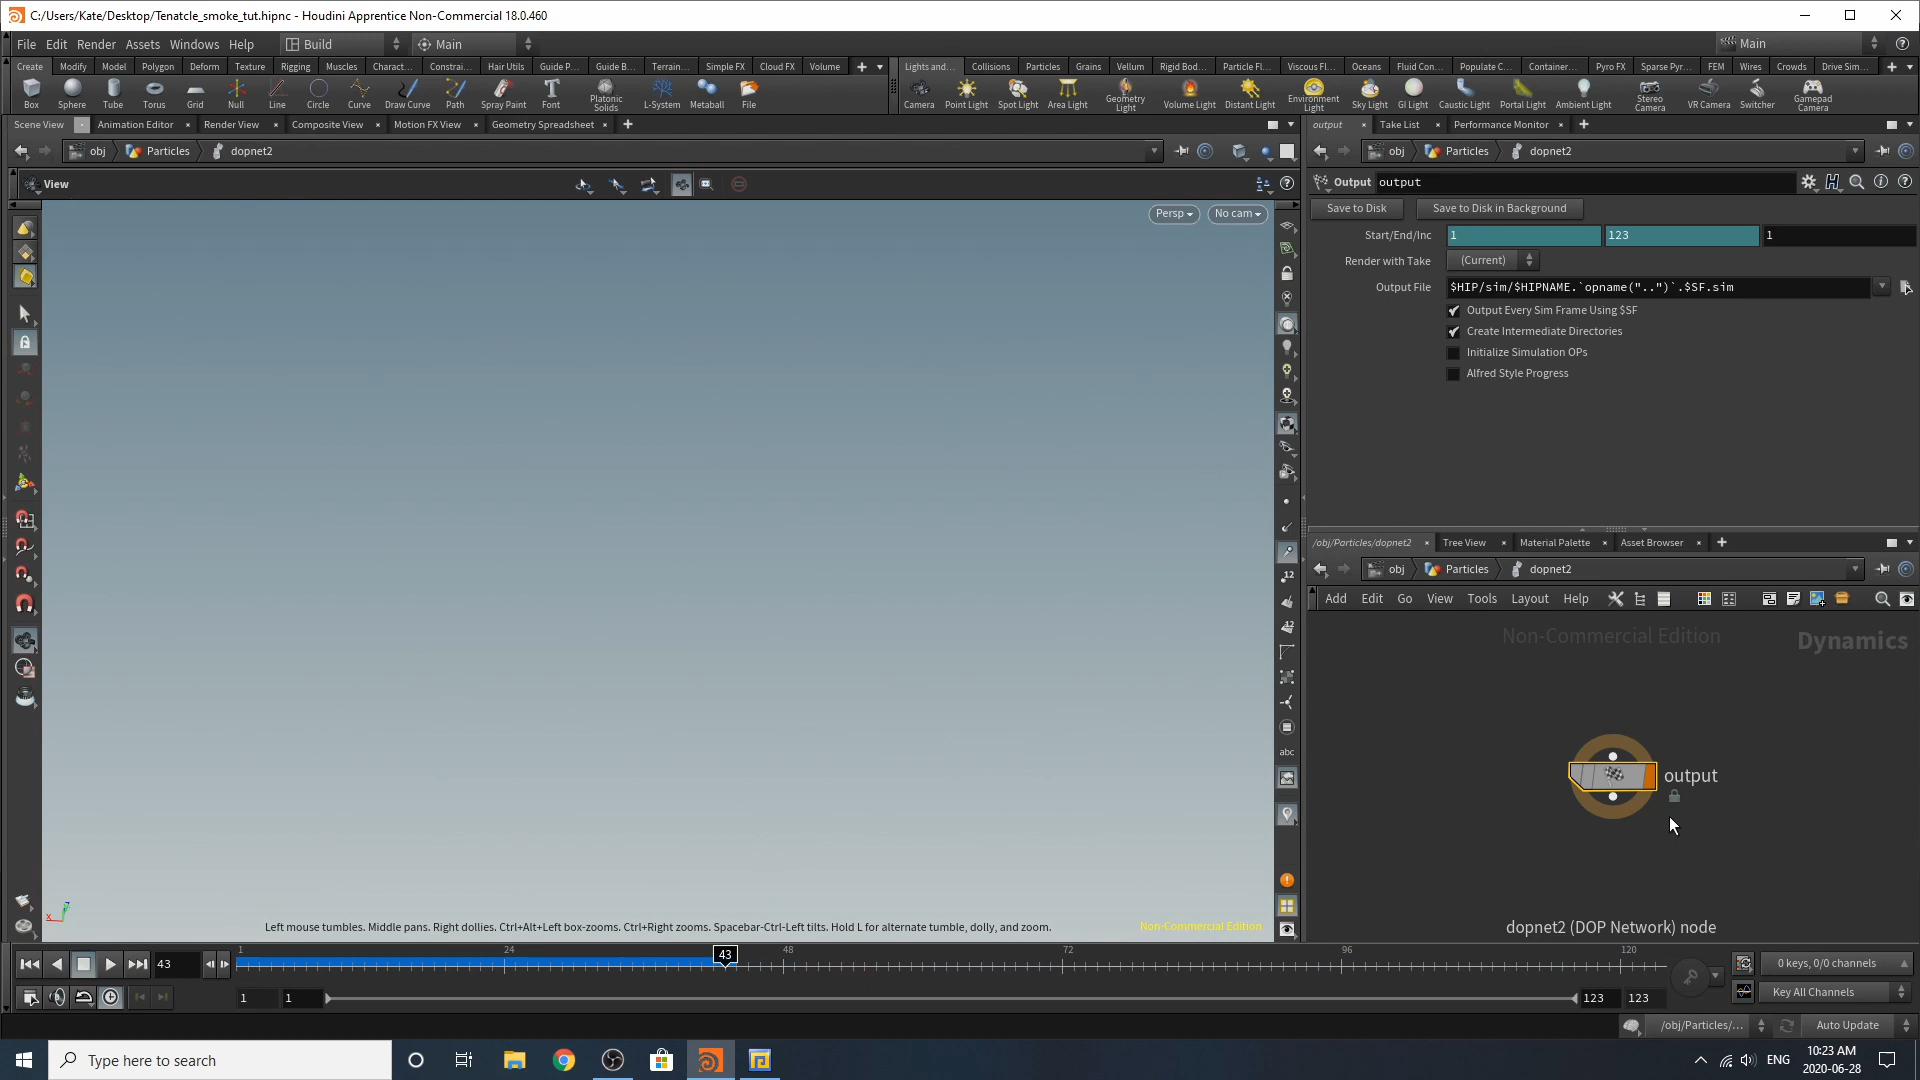 C:/Users/Kate/Desktop/Tenatcle_smoke_tut.hipnc - Houdini Apprentice Non-Commercial 18.0.460
File Edit Render Assets Windows Help Build Main Main
Create Modify Model Polygon Deform Texture Rigging Muscles Charact... Constrai... Hair Utils Guide P... Guide B... Terrain... Simple FX Cloud FX Volume
Lights and... Collisions Particles Grains Vellum Rigid Bod... Particle Fl... Viscous Fl... Oceans Fluid Con... Populate C... Container... Pyro FX Sparse Pyr... FEM Wires Crowds Drive Sim...
Box Sphere Tube Torus Grid Null Line Circle Curve Draw Curve Path Spray Paint Font Platonic Solids L-System Metaball File
Camera Point Light Spot Light Area Light Geometry Light Volume Light Distant Light Environment Light Sky Light GI Light Caustic Light Portal Light Ambient Light Stereo Camera VR Camera Switcher Gamepad Camera
Scene View Animation Editor Render View Composite View Motion FX View Geometry Spreadsheet
output Take List Performance Monitor
obj Particles dopnet2
obj Particles dopnet2
View
Persp No cam
Output output
Save to Disk Save to Disk in Background
Start/End/Inc 1 123 1
Render with Take (Current)
Output File $HIP/sim/$HIPNAME.`opname("..")`.$SF.sim
Output Every Sim Frame Using $SF
Create Intermediate Directories
Initialize Simulation OPs
Alfred Style Progress
/obj/Particles/dopnet2 Tree View Material Palette Asset Browser
obj Particles dopnet2
Add Edit Go View Tools Layout Help
Non-Commercial Edition Dynamics
output
dopnet2 (DOP Network) node
12
12
abc
x
Left mouse tumbles. Middle pans. Right dollies. Ctrl+Alt+Left box-zooms. Ctrl+Right zooms. Spacebar-Ctrl-Left tilts. Hold L for alternate tumble, dolly, and zoom.
Non-Commercial Edition
43 1 24 43 48 72 96 120
0 keys, 0/0 channels
1 1 123 123
Key All Channels
/obj/Particles/... Auto Update
Type here to search
ENG
10:23 AM
2020-06-28